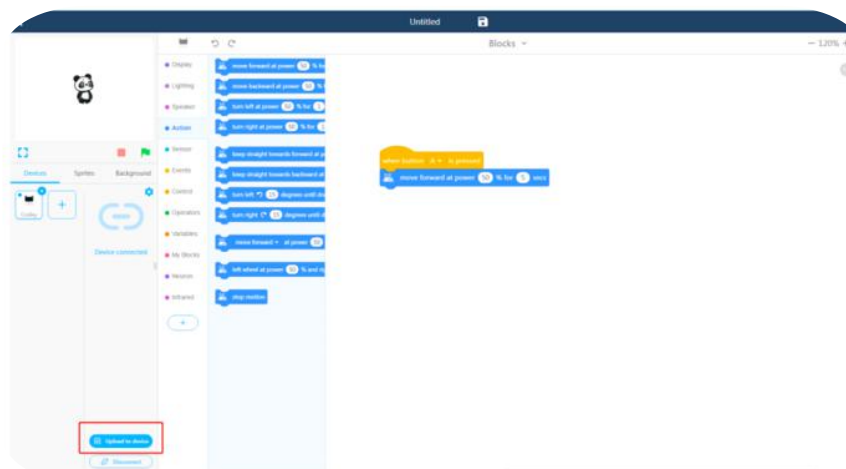 Untitled
Blocks
120%
Display
Lighting
Speaker
Action
Sensor
Events
Control
Operators
Variables
My Blocks
Neuron
Infrared
+
move forward at power 50 % fo
move backward at power 50 %
turn left at power 50 % for 1
turn right at power 50 % for 1
keep straight towards forward at p
keep straight towards backward at
turn left 15 degrees until do
turn right 15 degrees until d
move forward at power 50
left wheel at power 50 % and rig
stop motion
when button is pressed
move forward at power 50 % for 5 secs
Devices Sprites Background
Codey
+
Device connected
Upload to device
Disconnect